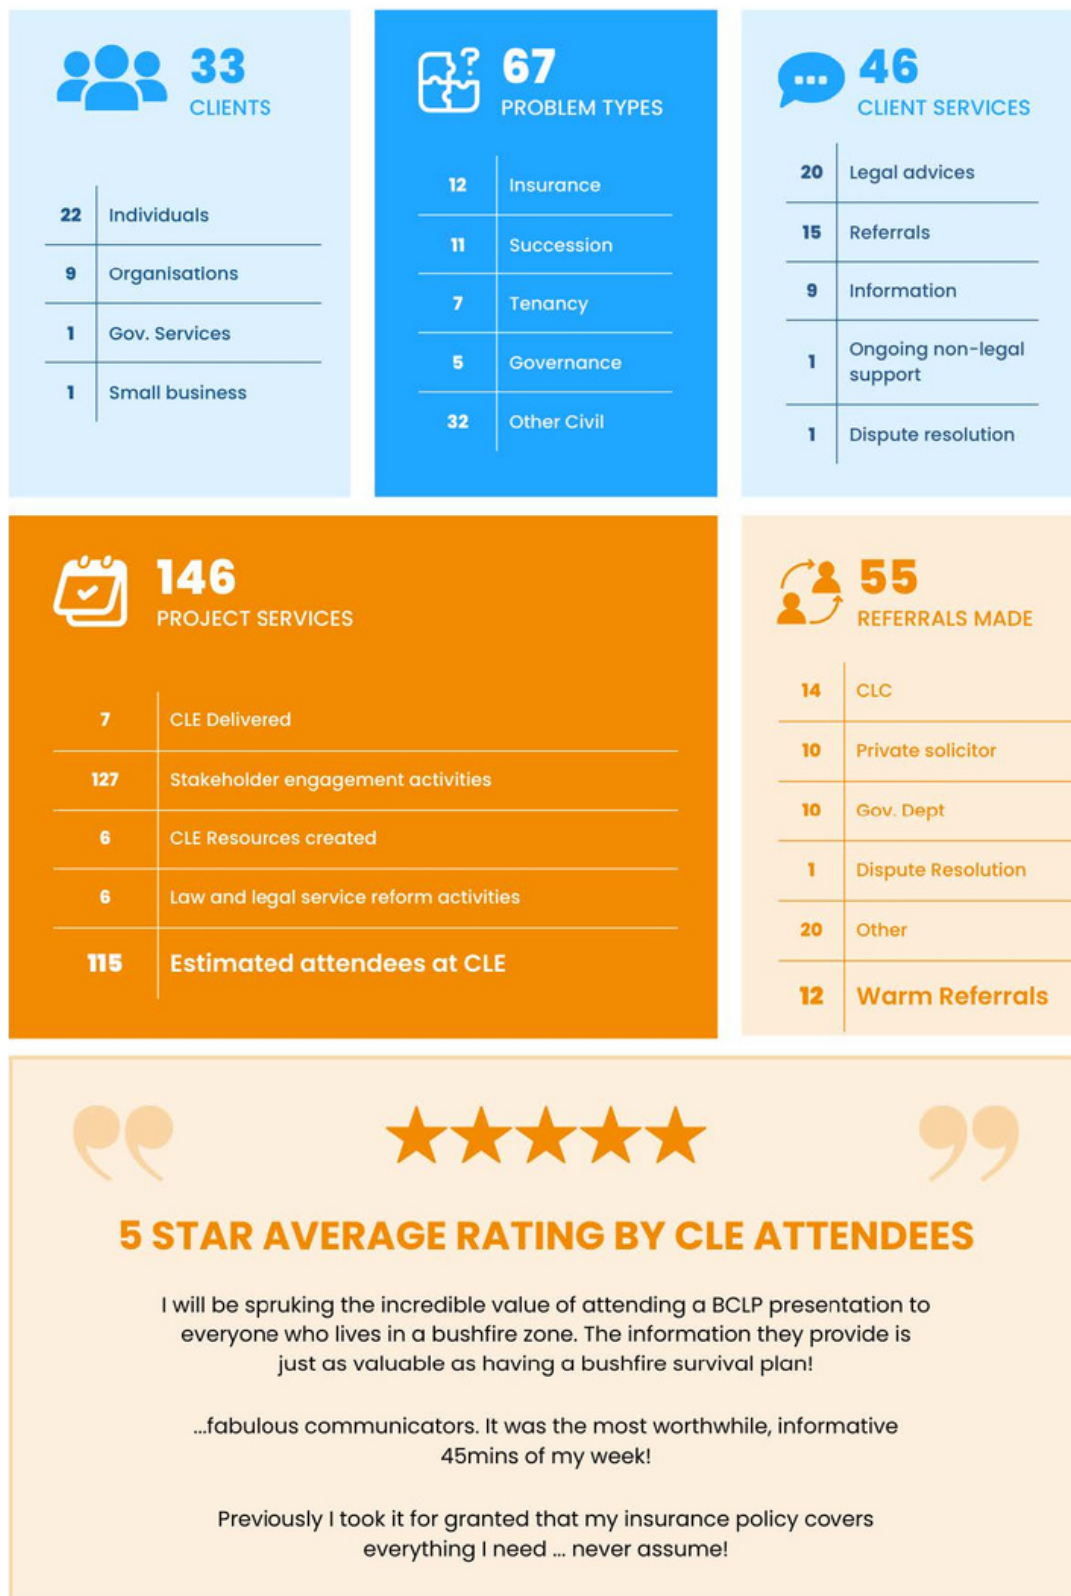 33
CLIENTS
22 Individuals
9 Organisations
1 Gov. Services
1 Small business
67
PROBLEM TYPES
12 Insurance
11 Succession
7 Tenancy
5 Governance
32 Other Civil
46
CLIENT SERVICES
20 Legal advices
15 Referrals
9 Information
1 Ongoing non-legal
support
1 Dispute resolution
146
PROJECT SERVICES
7 CLE Delivered
127 Stakeholder engagement activities
6 CLE Resources created
6 Law and legal service reform activities
115 Estimated attendees at CLE
55
REFERRALS MADE
14 CLC
10 Private solicitor
10 Gov. Dept
1 Dispute Resolution
20 Other
12 Warm Referrals
5 STAR AVERAGE RATING BY CLE ATTENDEES
I will be spruking the incredible value of attending a BCLP presentation to
everyone who lives in a bushfire zone. The information they provide is
just as valuable as having a bushfire survival plan!
...fabulous communicators. It was the most worthwhile, informative
45mins of my week!
Previously I took it for granted that my insurance policy covers
everything I need ... never assume!